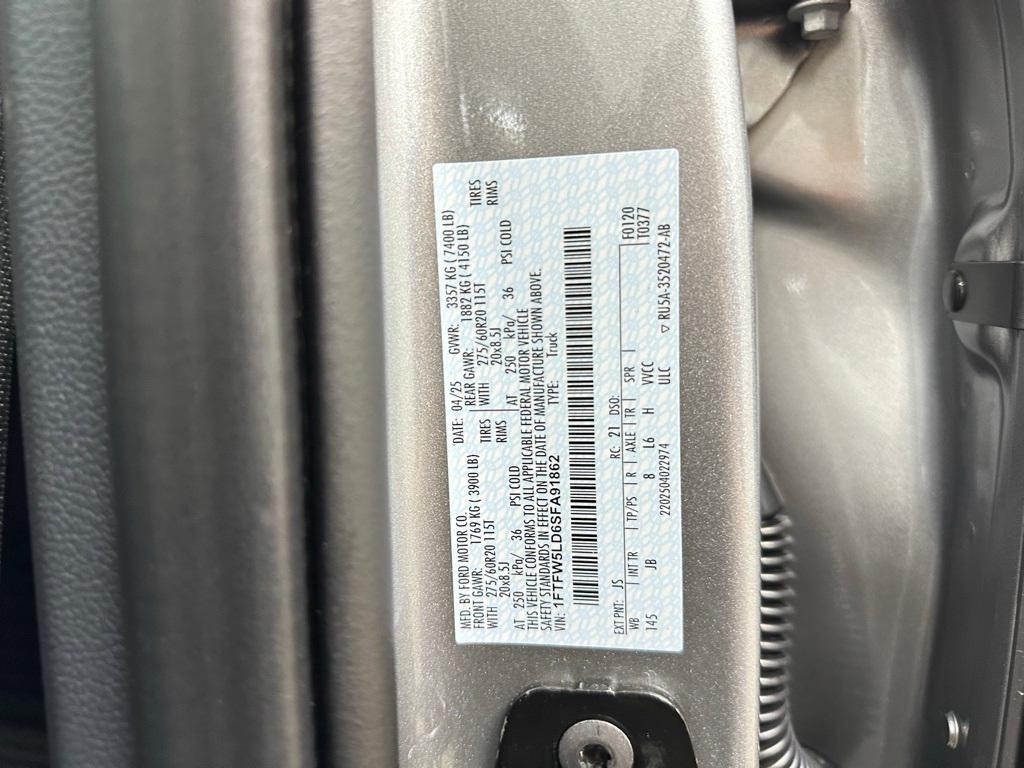 MFD. BY FORD MOTOR CO.
DATE: 04/25 GVWR: 3357 KG ( 7400 LB)
FRONT GAWR: 1769 KG ( 3900 LB) REAR GAWR: 1882 KG ( 4150 LB)
WITH 275/60R20 115T TIRES WITH 275/60R20 115T TIRES
20x8.5J RIMS 20x8.5J RIMS
AT 250 kPa/ 36 PSI COLD AT 250 kPa/ 36 PSI COLD
THIS VEHICLE CONFORMS TO ALL APPLICABLE FEDERAL MOTOR VEHICLE
SAFETY STANDARDS IN EFFECT ON THE DATE OF MANUFACTURE SHOWN ABOVE.
VIN: 1FTFW5LD6SFA91862 TYPE: Truck
EXT PNT: JS RC: 21 DSO: F0120
WB INT TR TP/PS R AXLE TR SPR T0377
145 JB 8 L6 H WCC
2202504022974 ULC ▽ RU5A-3520472-AB